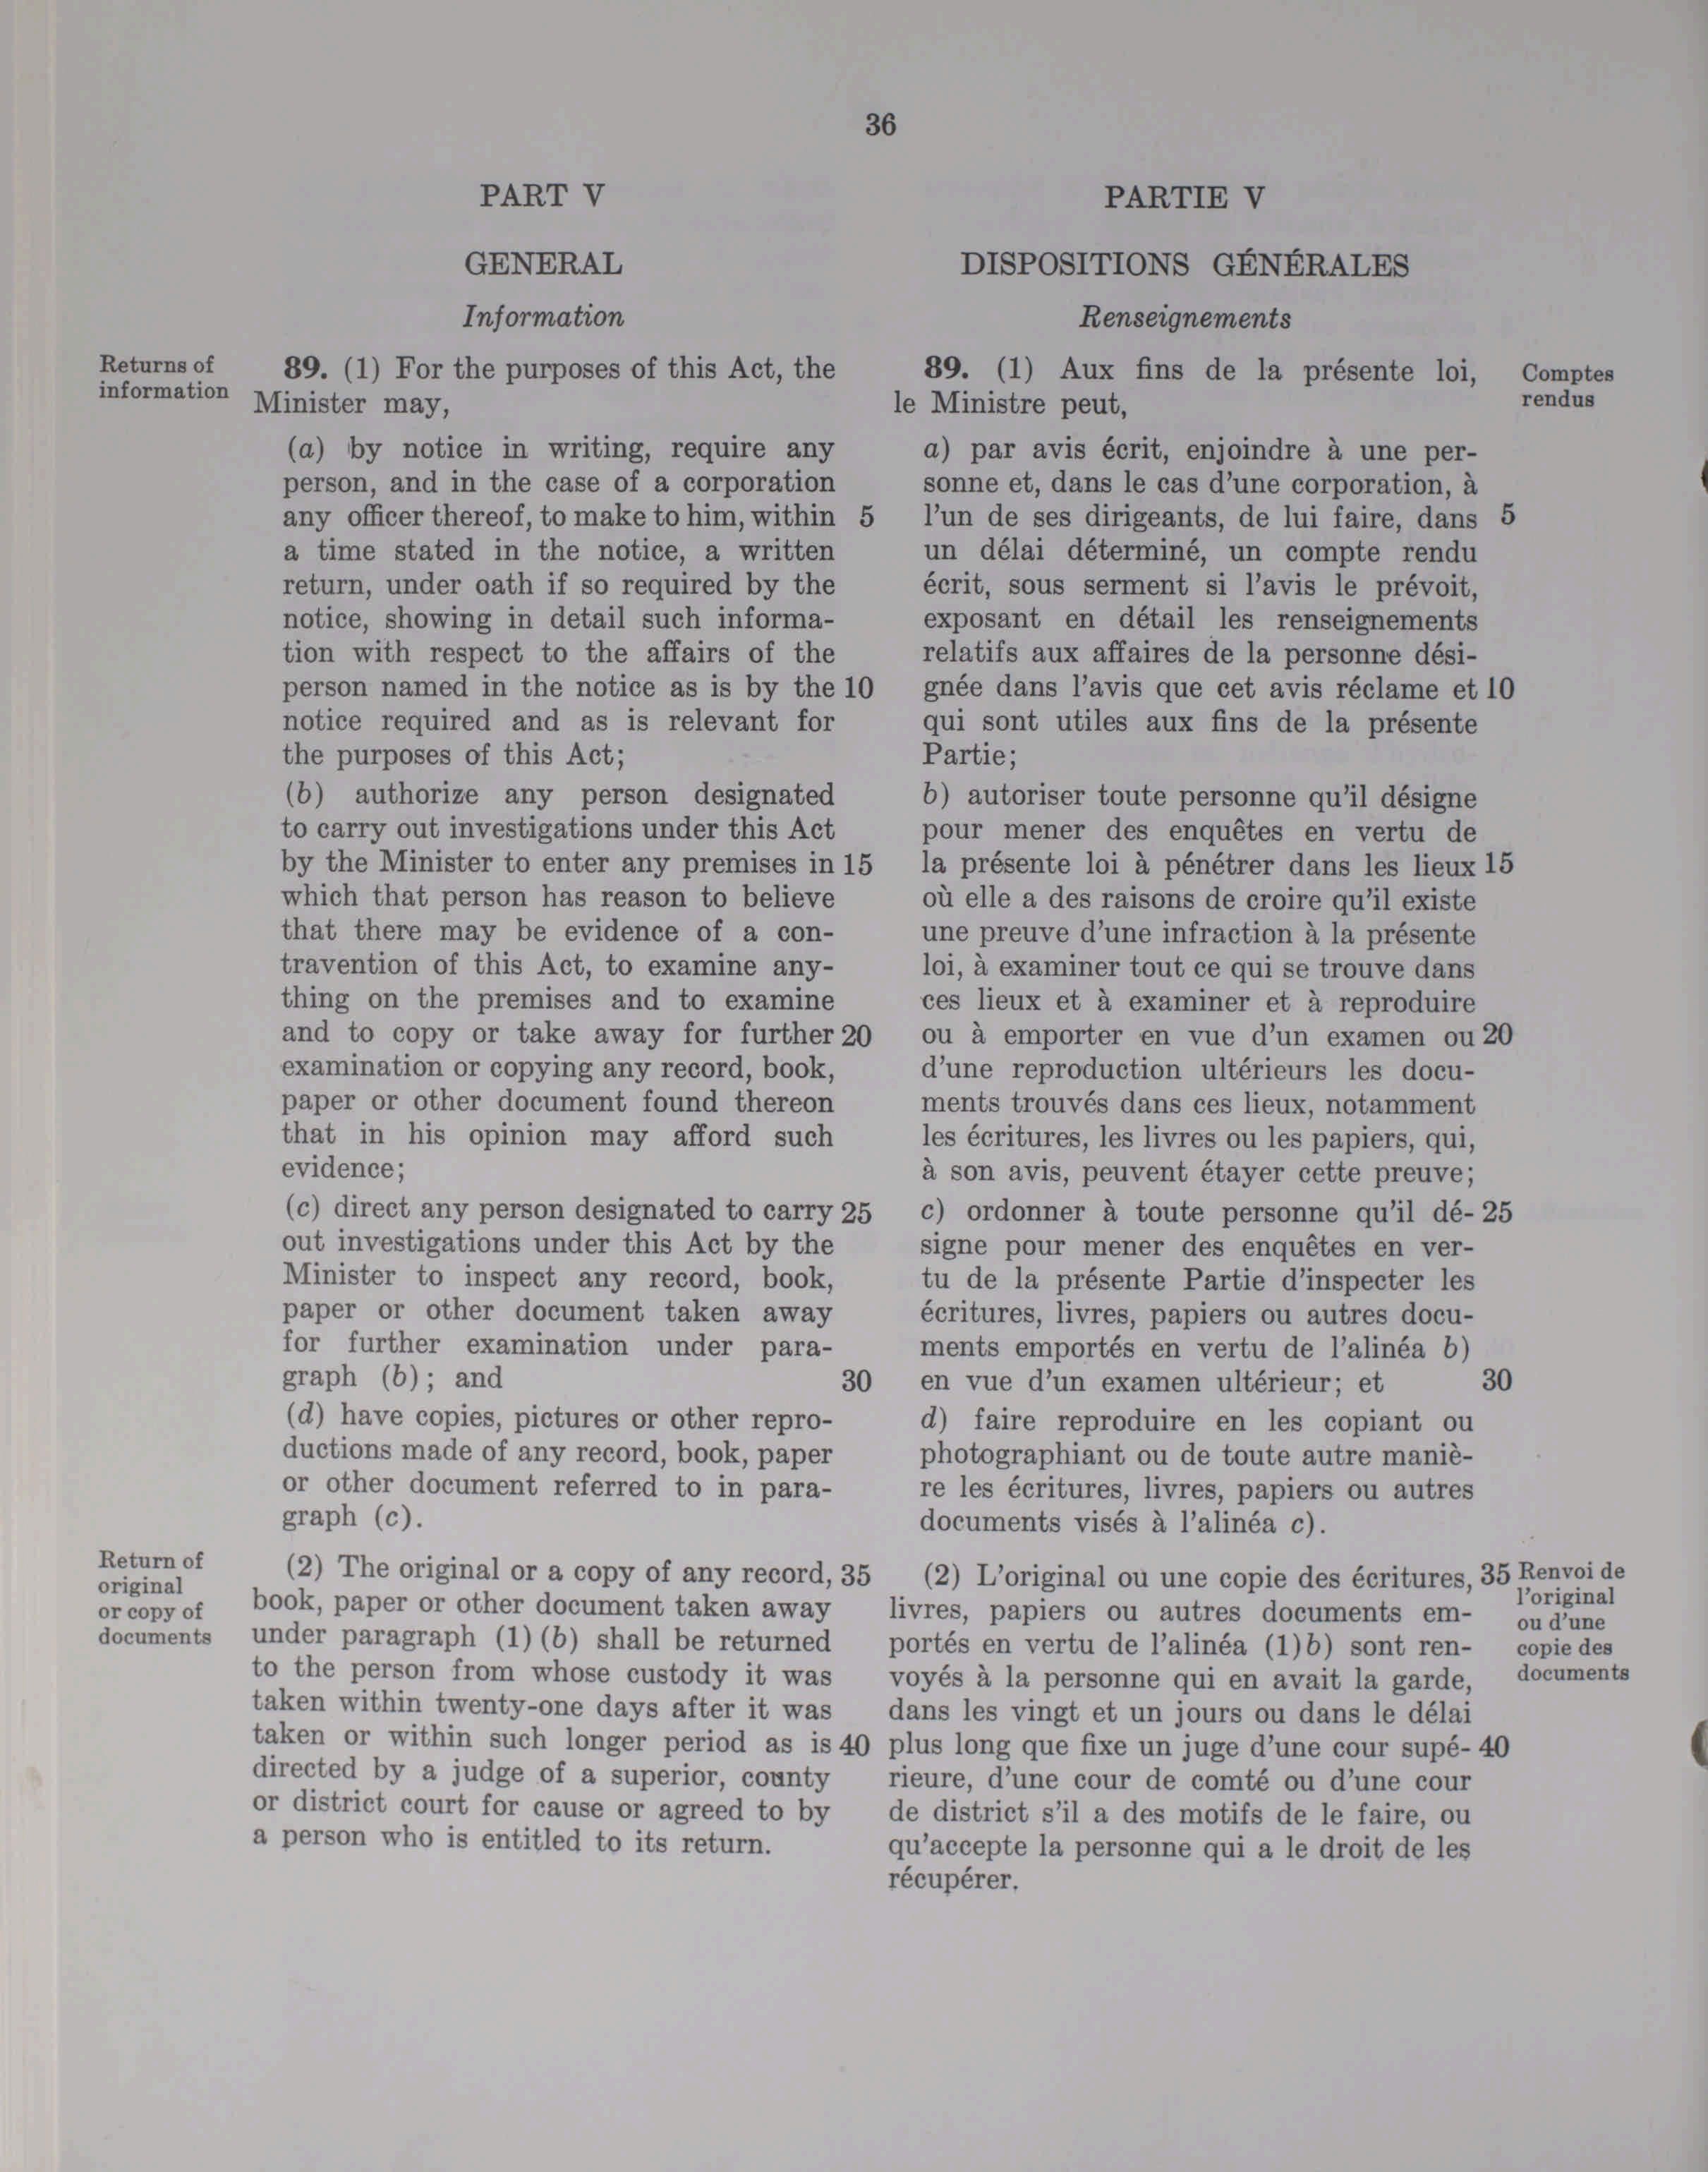 36
PART V
GENERAL
Information
Returns of
information
89. (1) For the purposes of this Act, the
Minister may,
(a) by notice in writing, require any
person, and in the case of a corporation
any officer thereof, to make to him, within 5
a time stated in the notice, a written
return, under oath if so required by the
notice, showing in detail such informa-
tion with respect to the affairs of the
person named in the notice as is by the 10
notice required and as is relevant for
the purposes of this Act;
(b) authorize any person designated
to carry out investigations under this Act
by the Minister to enter any premises in 15
which that person has reason to believe
that there may be evidence of a con-
travention of this Act, to examine any-
thing on the premises and to examine
and to copy or take away for further 20
examination or copying any record, book,
paper or other document found thereon
that in his opinion may afford such
evidence;
(c) direct any person designated to carry 25
out investigations under this Act by the
Minister to inspect any record, book,
paper or other document taken away
for further examination under para-
graph (b); and 30
(d) have copies, pictures or other repro-
ductions made of any record, book, paper
or other document referred to in para-
graph (c).
Return of
original
or copy of
documents
(2) The original or a copy of any record, 35
book, paper or other document taken away
under paragraph (1)(b) shall be returned
to the person from whose custody it was
taken within twenty-one days after it was
taken or within such longer period as is 40
directed by a judge of a superior, county
or district court for cause or agreed to by
a person who is entitled to its return.
PARTIE V
DISPOSITIONS GÉNÉRALES
Renseignements
89. (1) Aux fins de la présente loi,
le Ministre peut,
Comptes
rendus
a) par avis écrit, enjoindre à une per-
sonne et, dans le cas d'une corporation, à
l'un de ses dirigeants, de lui faire, dans 5
un délai déterminé, un compte rendu
écrit, sous serment si l'avis le prévoit,
exposant en détail les renseignements
relatifs aux affaires de la personne dési-
gnée dans l'avis que cet avis réclame et 10
qui sont utiles aux fins de la présente
Partie;
b) autoriser toute personne qu'il désigne
pour mener des enquêtes en vertu de
la présente loi à pénétrer dans les lieux 15
où elle a des raisons de croire qu'il existe
une preuve d'une infraction à la présente
loi, à examiner tout ce qui se trouve dans
ces lieux et à examiner et à reproduire
ou à emporter en vue d'un examen ou 20
d'une reproduction ultérieurs les docu-
ments trouvés dans ces lieux, notamment
les écritures, les livres ou les papiers, qui,
à son avis, peuvent étayer cette preuve;
c) ordonner à toute personne qu'il dé- 25
signe pour mener des enquêtes en ver-
tu de la présente Partie d'inspecter les
écritures, livres, papiers ou autres docu-
ments emportés en vertu de l'alinéa b)
en vue d'un examen ultérieur; et 30
d) faire reproduire en les copiant ou
photographiant ou de toute autre maniè-
re les écritures, livres, papiers ou autres
documents visés à l'alinéa c).
(2) L'original ou une copie des écritures, 35
livres, papiers ou autres documents em-
portés en vertu de l'alinéa (1)b) sont ren-
voyés à la personne qui en avait la garde,
dans les vingt et un jours ou dans le délai
plus long que fixe un juge d'une cour supé- 40
rieure, d'une cour de comté ou d'une cour
de district s'il a des motifs de le faire, ou
qu'accepte la personne qui a le droit de les
récupérer.
Renvoi de
l'original
ou d'une
copie des
documents